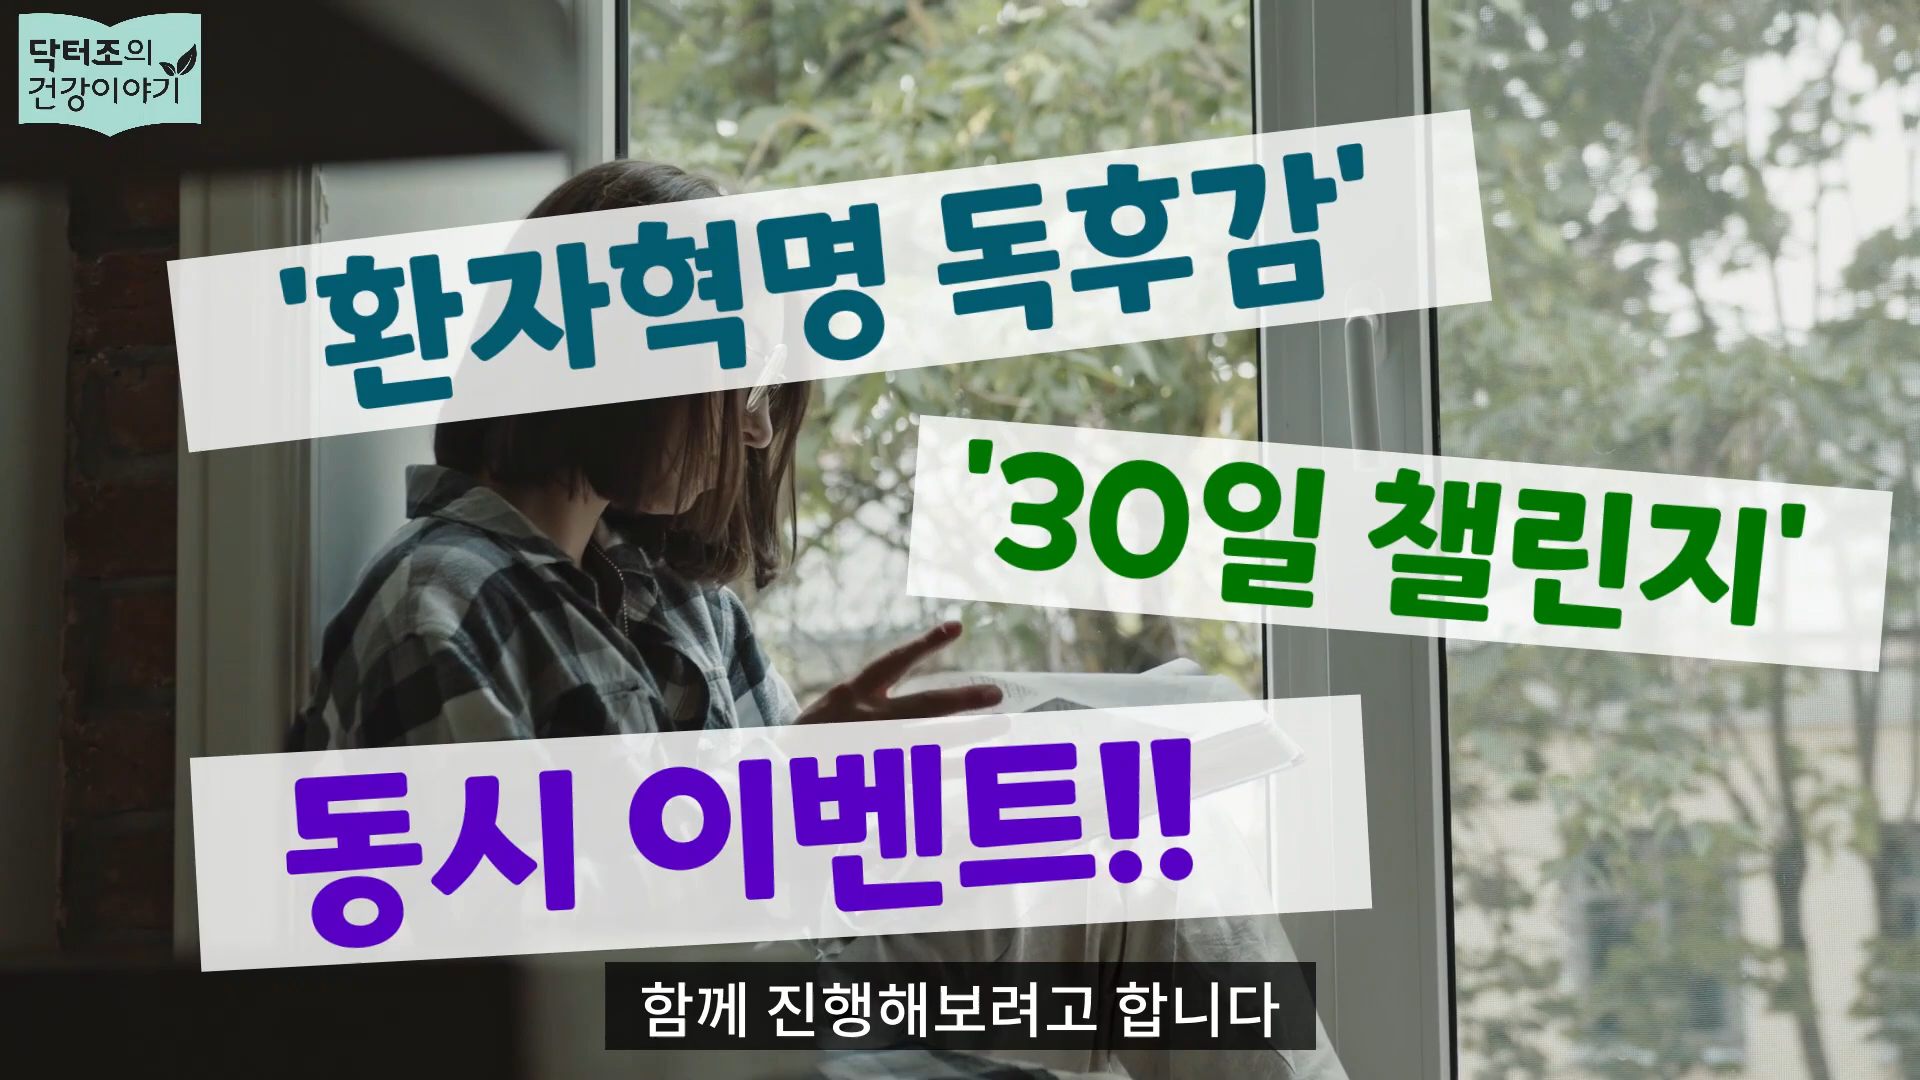 닥터조의
건강이야기
'환자혁명 독후감'
'30일 챌린지'
동시 이벤트!!
함께 진행해보려고 합니다